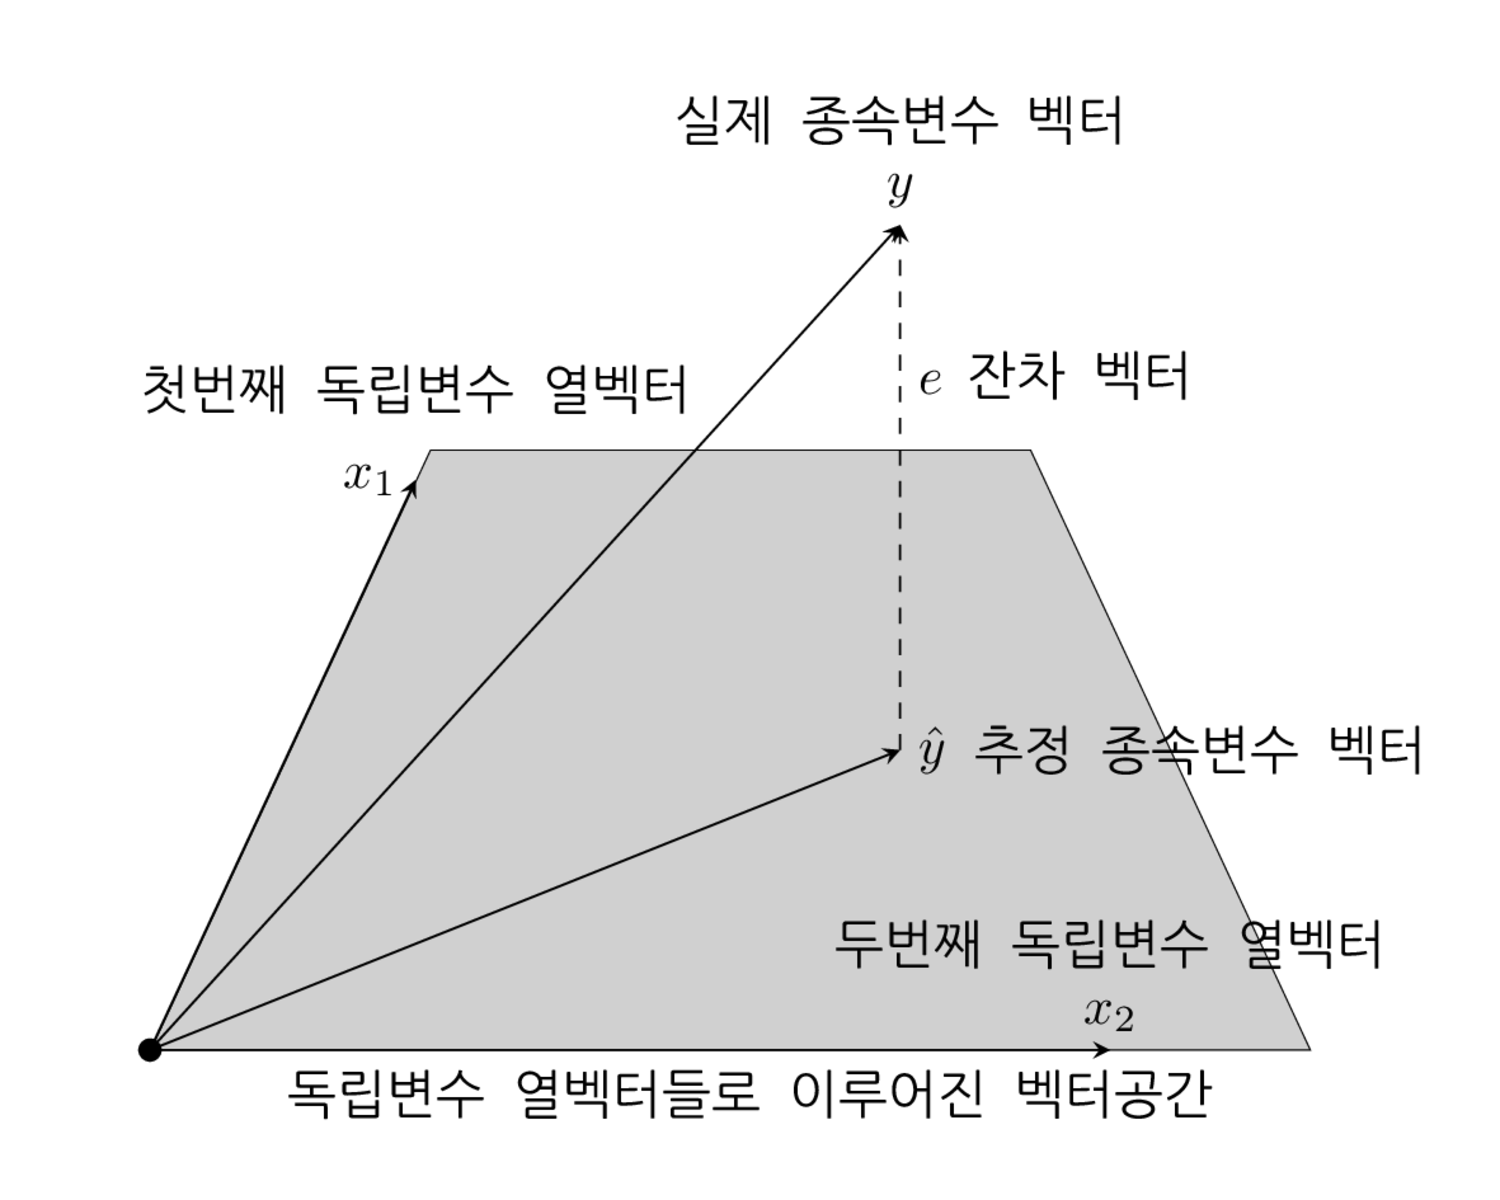 실제 종속변수 벡터
y
첫번째 독립변수 열벡터
e 잔차 벡터
x₁
ŷ 추정 종속변수 벡터
두번째 독립변수 열벡터
x₂
독립변수 열벡터들로 이루어진 벡터공간